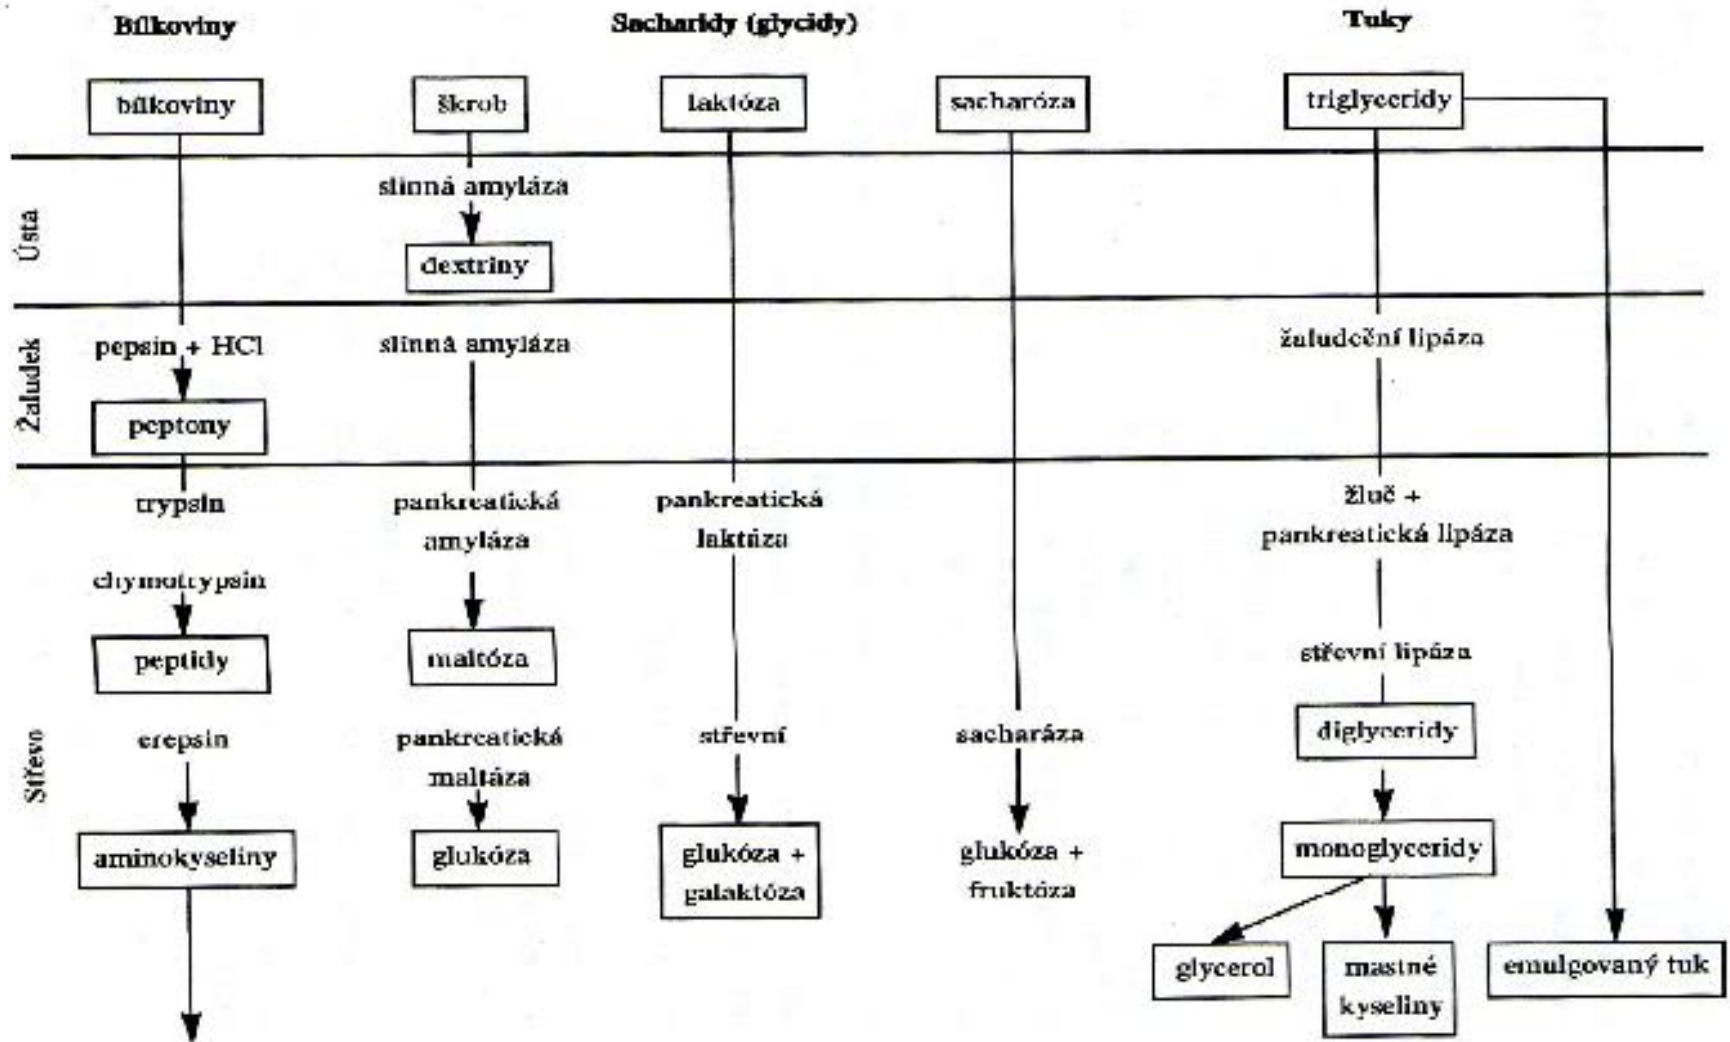 Bílkoviny Sacharidy (glycidy) Tuky
bílkoviny škrob laktóza sacharóza triglyceridy
Ústa
slinná amyláza
dextriny
Žaludek
pepsin + HCl slinná amyláza žaludeční lipáza
peptony
Střevo
trypsin pankreatická pankreatická žluč +
amyláza laktáza pankreatická lipáza
chymotrypsin
peptidy maltóza střevní lipáza
erepsin pankreatická střevní sacharáza diglyceridy
maltáza
aminokyseliny glukóza glukóza + glukóza + monoglyceridy
galaktóza fruktóza
glycerol mastné emulgovaný tuk
kyseliny